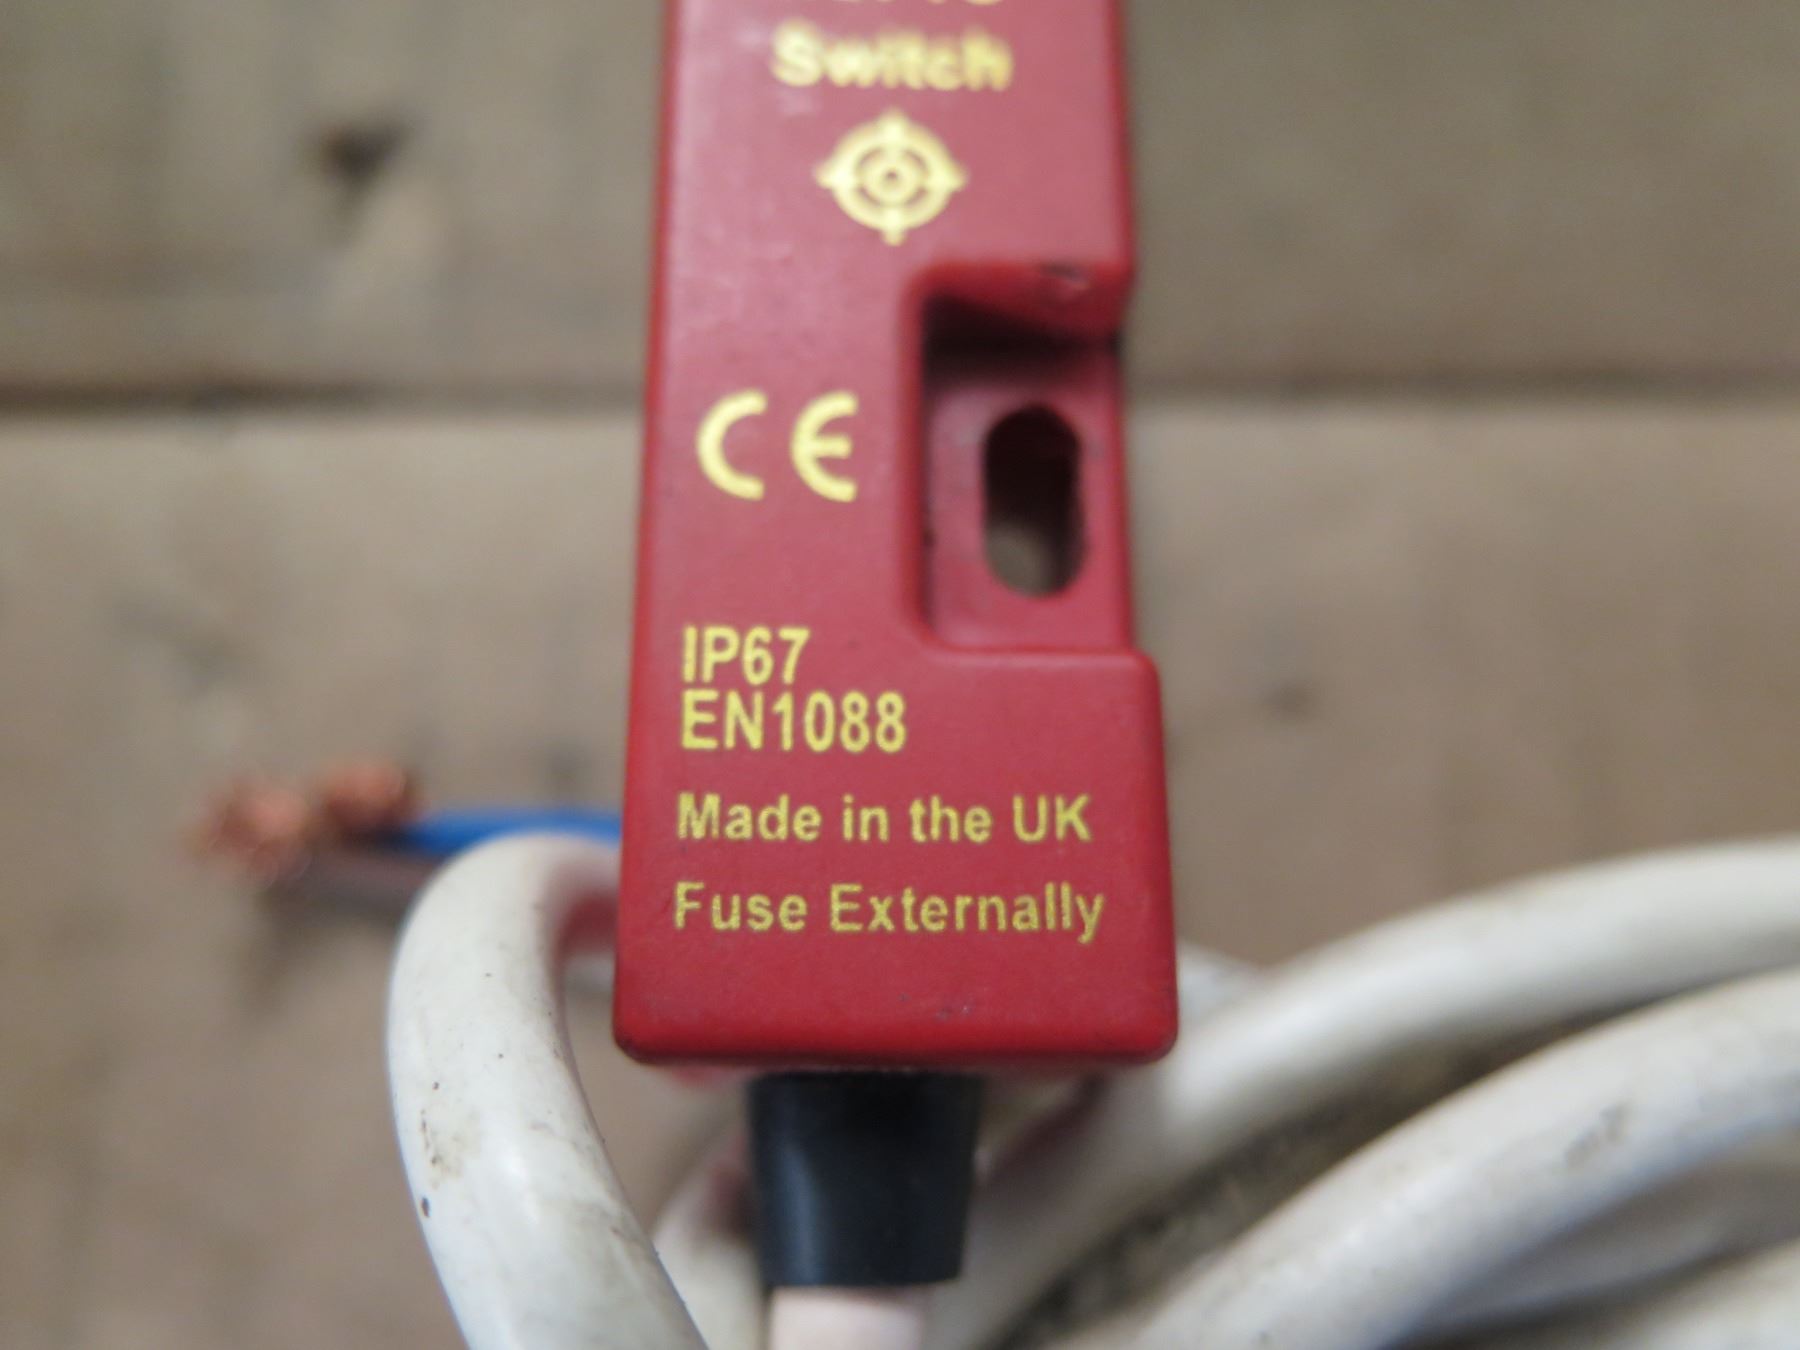 Switch
CE
IP67
EN1088
Made in the UK
Fuse Externally